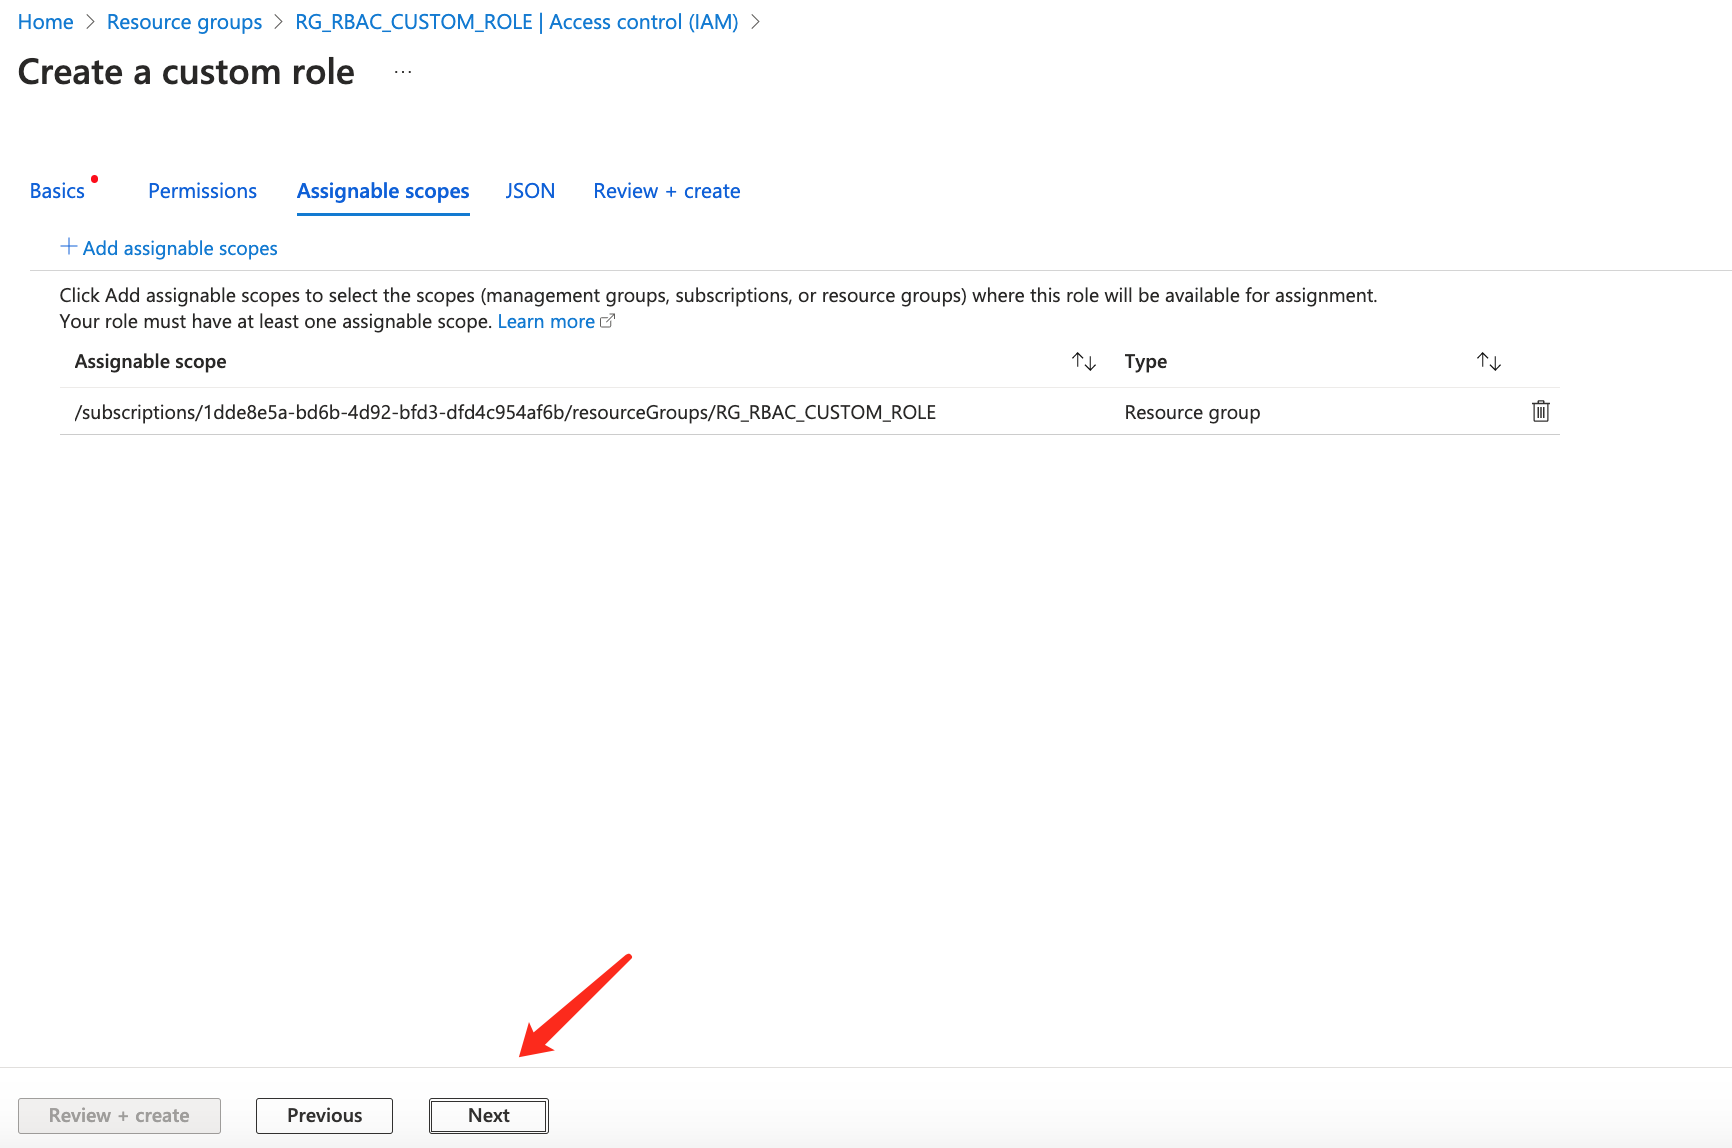 Home > Resource groups > RG_RBAC_CUSTOM_ROLE | Access control (IAM) >
Create a custom role ...
Basics Permissions Assignable scopes JSON Review + create
+ Add assignable scopes
Click Add assignable scopes to select the scopes (management groups, subscriptions, or resource groups) where this role will be available for assignment.
Your role must have at least one assignable scope. Learn more
Assignable scope Type
/subscriptions/1dde8e5a-bd6b-4d92-bfd3-dfd4c954af6b/resourceGroups/RG_RBAC_CUSTOM_ROLE Resource group
Review + create Previous Next